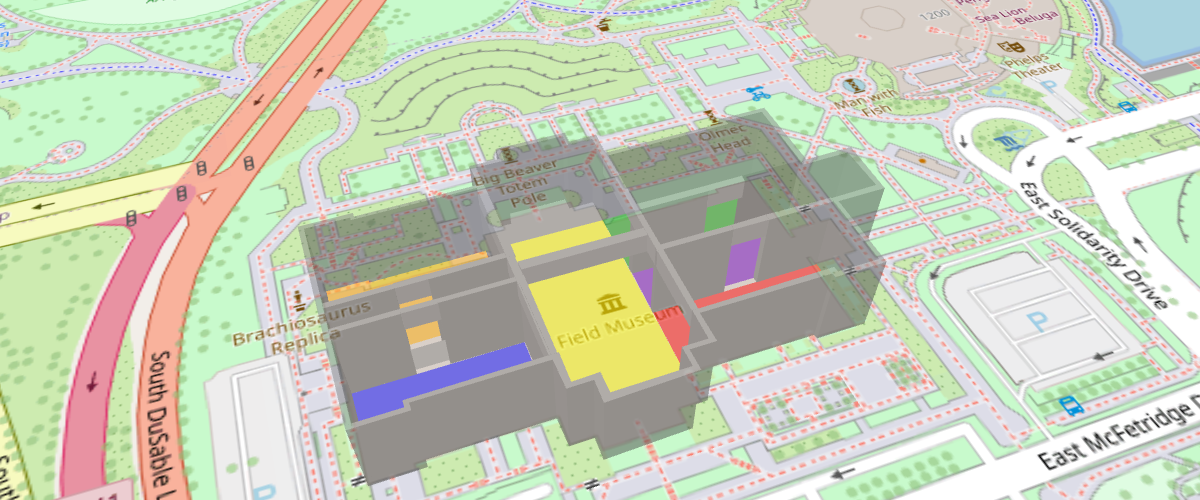 1200
Sea Lion
Beluga
Phelps
Theater
P
Man with
Fish
Olmec
Head
Big Beaver
Totem
Pole
East Solidarity Drive
Field Museum
Brachiosaurus
Replica
P
South DuSable L
East McFetridge D